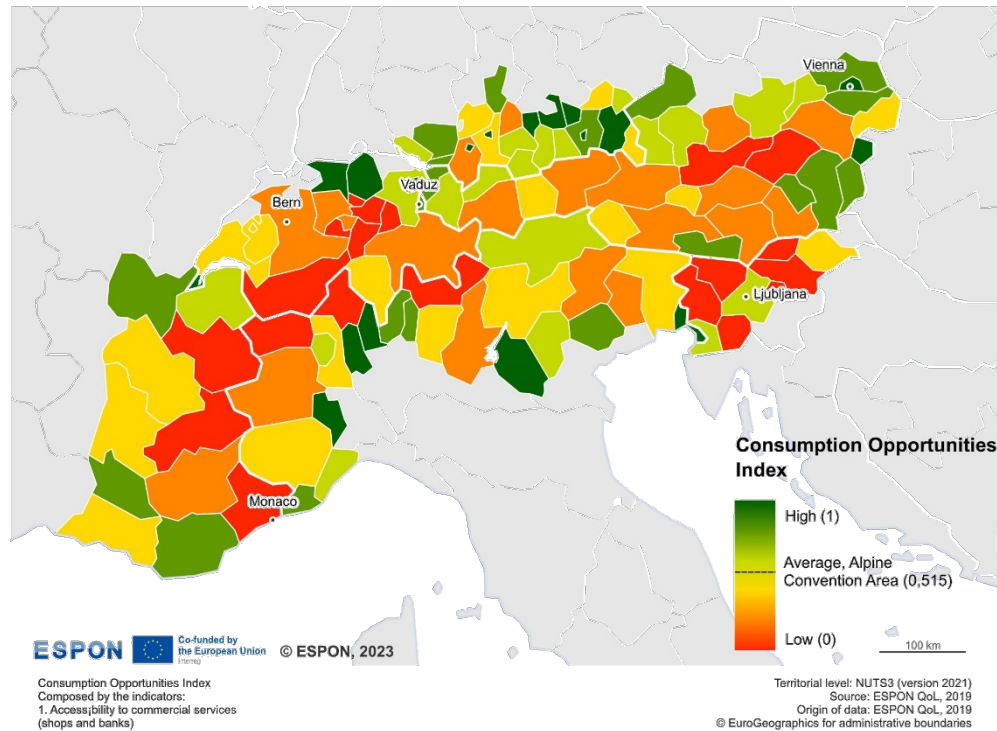 Vienna
Vaduz
Bern
Ljubljana
Monaco
Consumption Opportunities
Index
High (1)
Average, Alpine
Convention Area (0,515)
Low (0)
100 km
ESPON
Co-funded by
the European Union
Interreg
© ESPON, 2023
Consumption Opportunities Index
Composed by the indicators:
1. Accessibility to commercial services
(shops and banks)
Territorial level: NUTS3 (version 2021)
Source: ESPON QoL, 2019
Origin of data: ESPON QoL, 2019
© EuroGeographics for administrative boundaries